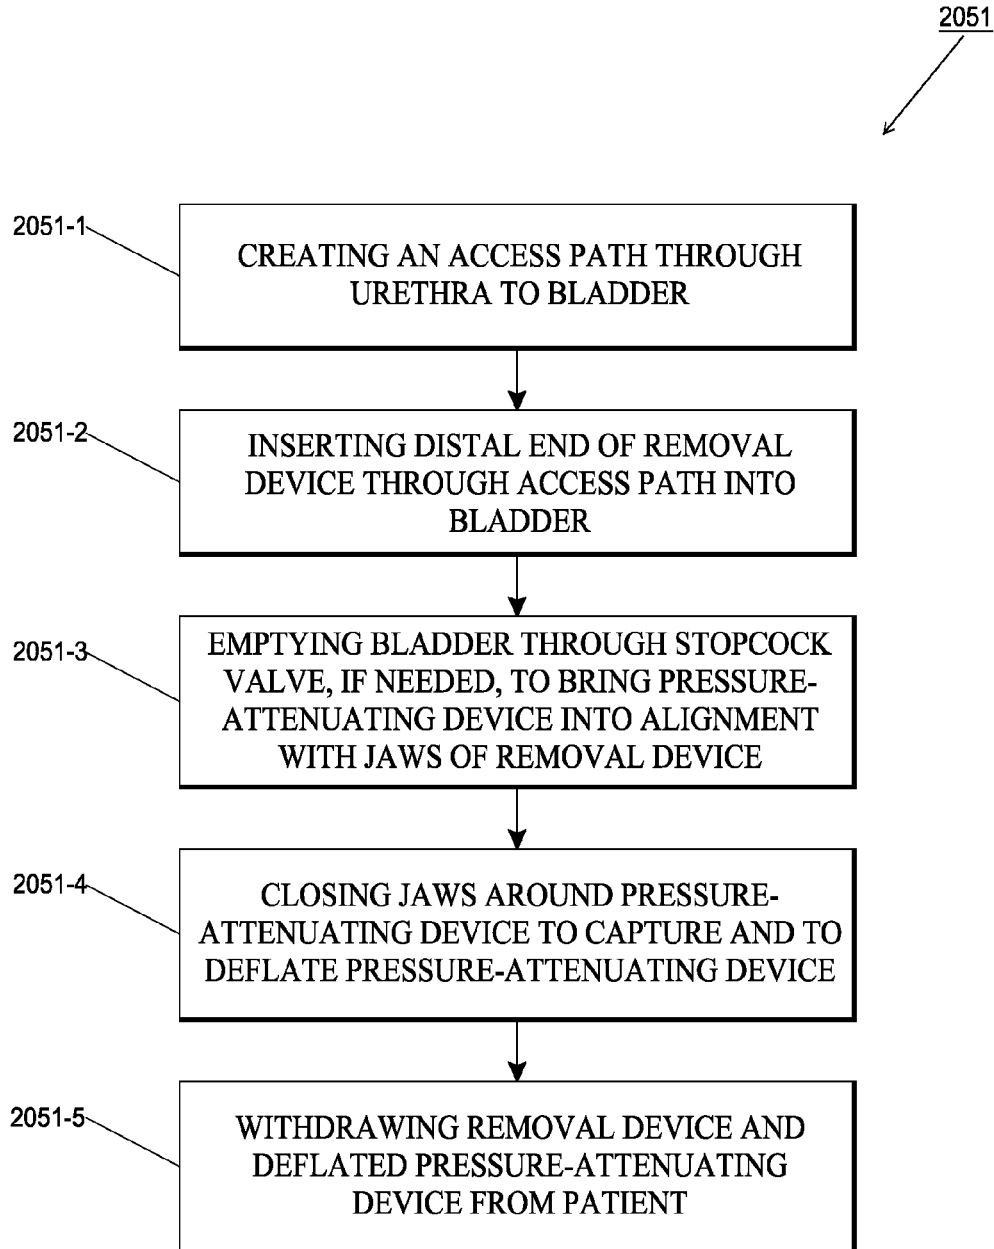 2051
2051-1
CREATING AN ACCESS PATH THROUGH
URETHRA TO BLADDER
2051-2
INSERTING DISTAL END OF REMOVAL
DEVICE THROUGH ACCESS PATH INTO
BLADDER
2051-3
EMPTYING BLADDER THROUGH STOPCOCK
VALVE, IF NEEDED, TO BRING PRESSURE-
ATTENUATING DEVICE INTO ALIGNMENT
WITH JAWS OF REMOVAL DEVICE
2051-4
CLOSING JAWS AROUND PRESSURE-
ATTENUATING DEVICE TO CAPTURE AND TO
DEFLATE PRESSURE-ATTENUATING DEVICE
2051-5
WITHDRAWING REMOVAL DEVICE AND
DEFLATED PRESSURE-ATTENUATING
DEVICE FROM PATIENT